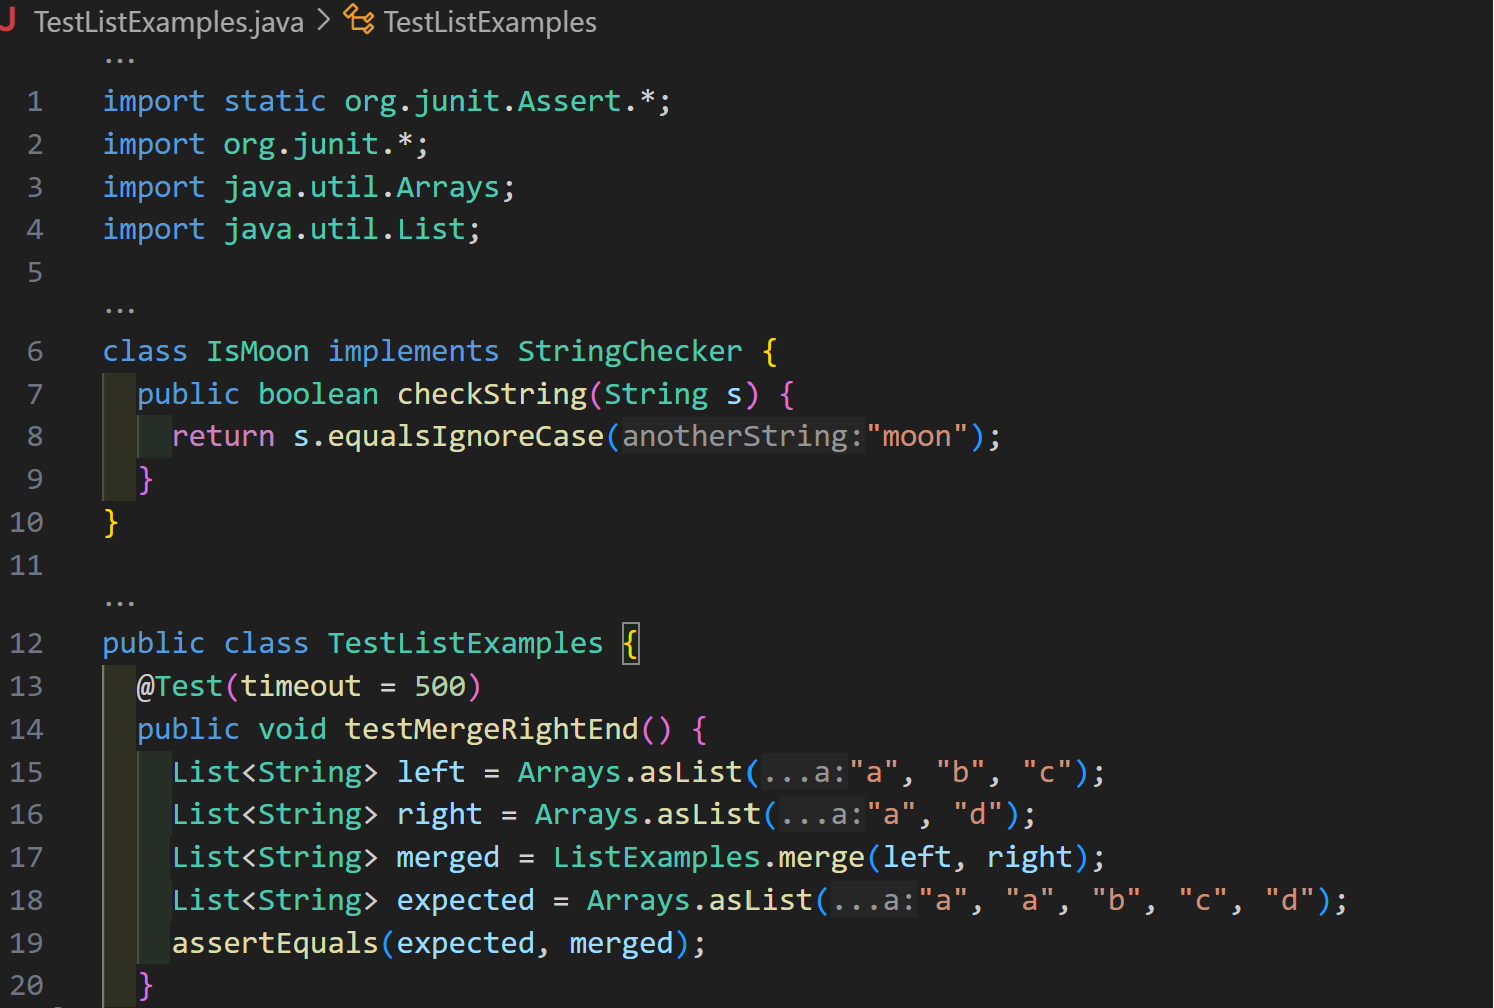 J TestListExamples.java > TestListExamples
...
1 import static org.junit.Assert.*;
2 import org.junit.*;
3 import java.util.Arrays;
4 import java.util.List;
5
...
6 class IsMoon implements StringChecker {
7   public boolean checkString(String s) {
8     return s.equalsIgnoreCase(anotherString:"moon");
9   }
10 }
11
...
12 public class TestListExamples {
13   @Test(timeout = 500)
14   public void testMergeRightEnd() {
15     List<String> left = Arrays.asList(...a:"a", "b", "c");
16     List<String> right = Arrays.asList(...a:"a", "d");
17     List<String> merged = ListExamples.merge(left, right);
18     List<String> expected = Arrays.asList(...a:"a", "a", "b", "c", "d");
19     assertEquals(expected, merged);
20   }